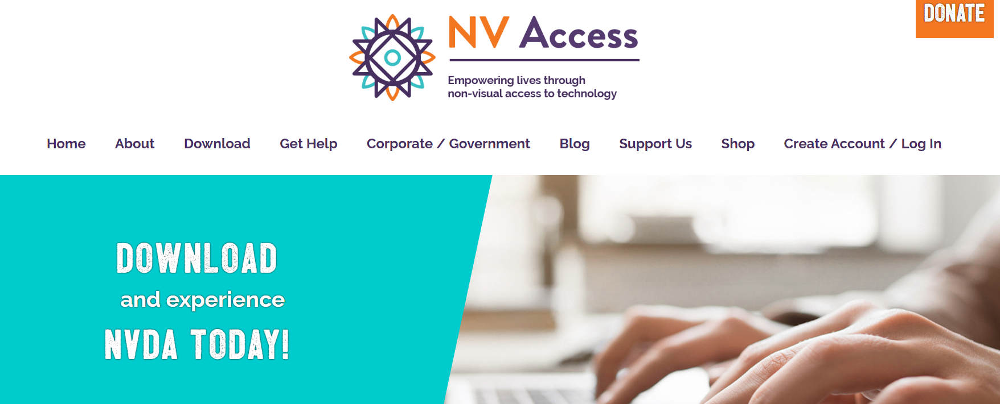 DONATE
NV Access
Empowering lives through
non-visual access to technology
Home About Download Get Help Corporate / Government Blog Support Us Shop Create Account / Log In
DOWNLOAD
and experience
NVDA TODAY!